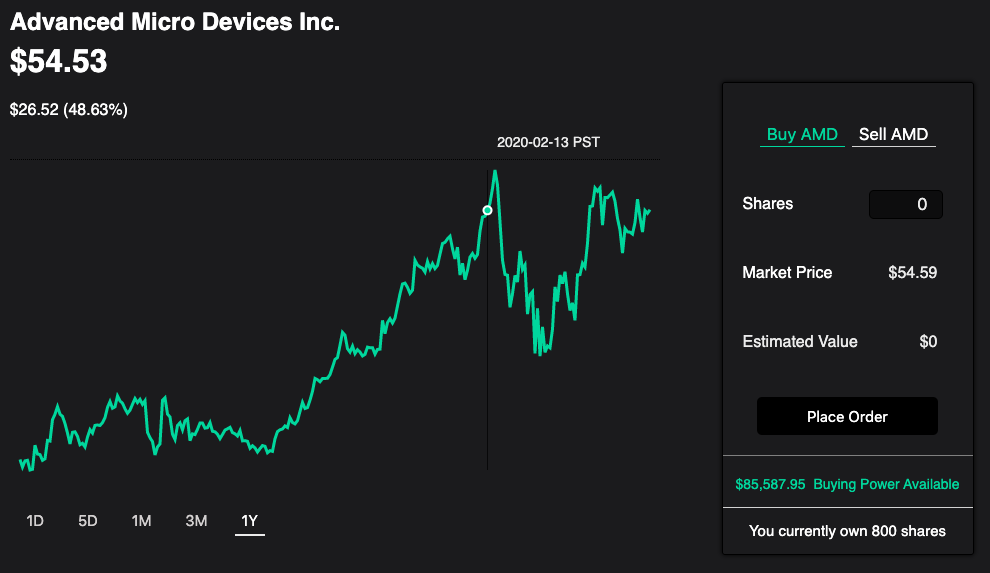 Advanced Micro Devices Inc.
$54.53
$26.52 (48.63%)
2020-02-13 PST
1D 5D 1M 3M 1Y
Buy AMD Sell AMD
Shares 0
Market Price $54.59
Estimated Value $0
Place Order
$85,587.95 Buying Power Available
You currently own 800 shares